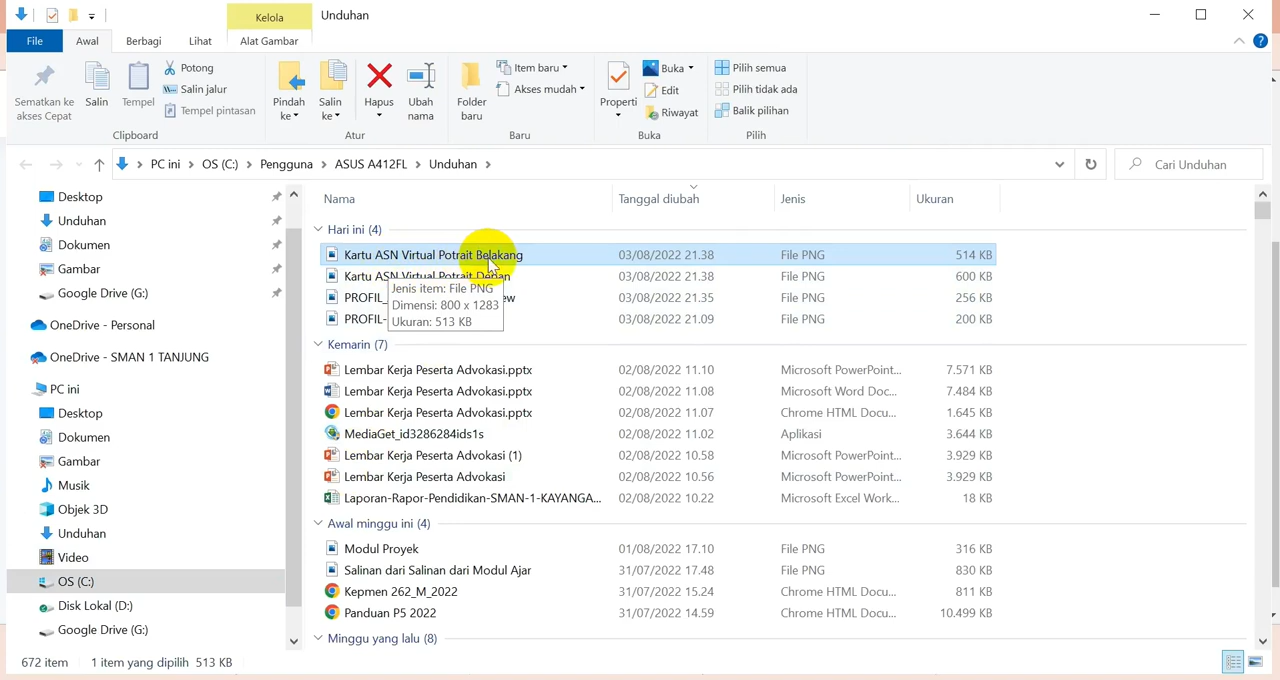 Kelola
Unduhan
File
Awal
Berbagi
Lihat
Alat Gambar
Sematkan ke akses Cepat
Salin
Tempel
Potong
Salin jalur
Tempel pintasan
Clipboard
Pindah ke
Salin ke
Hapus
Ubah nama
Atur
Folder baru
Item baru
Akses mudah
Baru
Properti
Buka
Edit
Riwayat
Buka
Pilih semua
Pilih tidak ada
Balik pilihan
Pilih
PC ini > OS (C:) > Pengguna > ASUS A412FL > Unduhan >
Cari Unduhan
Desktop
Unduhan
Dokumen
Gambar
Google Drive (G:)
OneDrive - Personal
OneDrive - SMAN 1 TANJUNG
PC ini
Desktop
Dokumen
Gambar
Musik
Objek 3D
Unduhan
Video
OS (C:)
Disk Lokal (D:)
Google Drive (G:)
Nama Tanggal diubah Jenis Ukuran
Hari ini (4)
Kartu ASN Virtual Potrait Belakang 03/08/2022 21.38 File PNG 514 KB
Kartu ASN Virtual Potrait Depan 03/08/2022 21.38 File PNG 600 KB
PROFIL_ ew 03/08/2022 21.35 File PNG 256 KB
PROFIL- 03/08/2022 21.09 File PNG 200 KB
Jenis item: File PNG
Dimensi: 800 x 1283
Ukuran: 513 KB
Kemarin (7)
Lembar Kerja Peserta Advokasi.pptx 02/08/2022 11.10 Microsoft PowerPoint... 7.571 KB
Lembar Kerja Peserta Advokasi.pptx 02/08/2022 11.08 Microsoft Word Doc... 7.484 KB
Lembar Kerja Peserta Advokasi.pptx 02/08/2022 11.07 Chrome HTML Docu... 1.645 KB
MediaGet_id3286284ids1s 02/08/2022 11.02 Aplikasi 3.644 KB
Lembar Kerja Peserta Advokasi (1) 02/08/2022 10.58 Microsoft PowerPoint... 3.929 KB
Lembar Kerja Peserta Advokasi 02/08/2022 10.56 Microsoft PowerPoint... 3.929 KB
Laporan-Rapor-Pendidikan-SMAN-1-KAYANGA... 02/08/2022 10.22 Microsoft Excel Work... 18 KB
Awal minggu ini (4)
Modul Proyek 01/08/2022 17.10 File PNG 316 KB
Salinan dari Salinan dari Modul Ajar 31/07/2022 17.48 File PNG 830 KB
Kepmen 262_M_2022 31/07/2022 15.24 Chrome HTML Docu... 811 KB
Panduan P5 2022 31/07/2022 14.59 Chrome HTML Docu... 10.499 KB
Minggu yang lalu (8)
672 item 1 item yang dipilih 513 KB